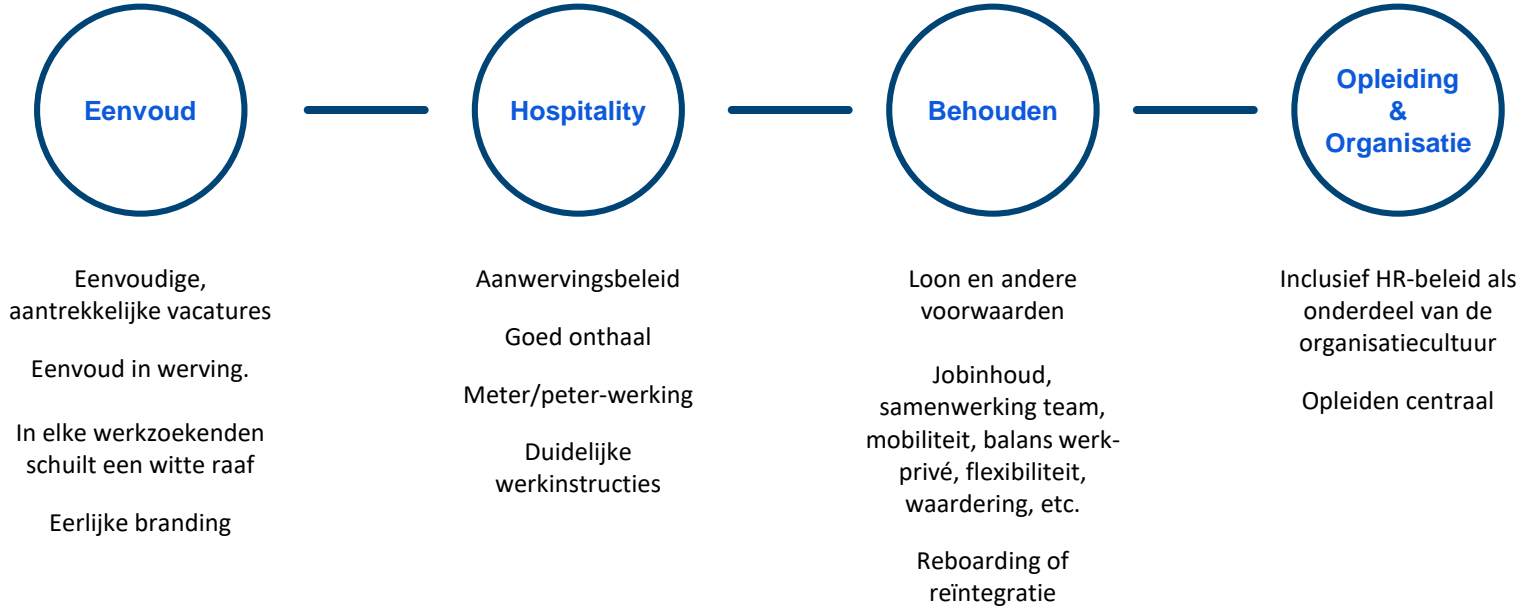 Eenvoud
Hospitality
Behouden
Opleiding
&
Organisatie
Eenvoudige,
aantrekkelijke vacatures
Eenvoud in werving.
In elke werkzoekenden
schuilt een witte raaf
Eerlijke branding
Aanwervingsbeleid
Goed onthaal
Meter/peter-werking
Duidelijke
werkinstructies
Loon en andere
voorwaarden
Jobinhoud,
samenwerking team,
mobiliteit, balans werk-
privé, flexibiliteit,
waardering, etc.
Reboarding of
reïntegratie
Inclusief HR-beleid als
onderdeel van de
organisatiecultuur
Opleiden centraal